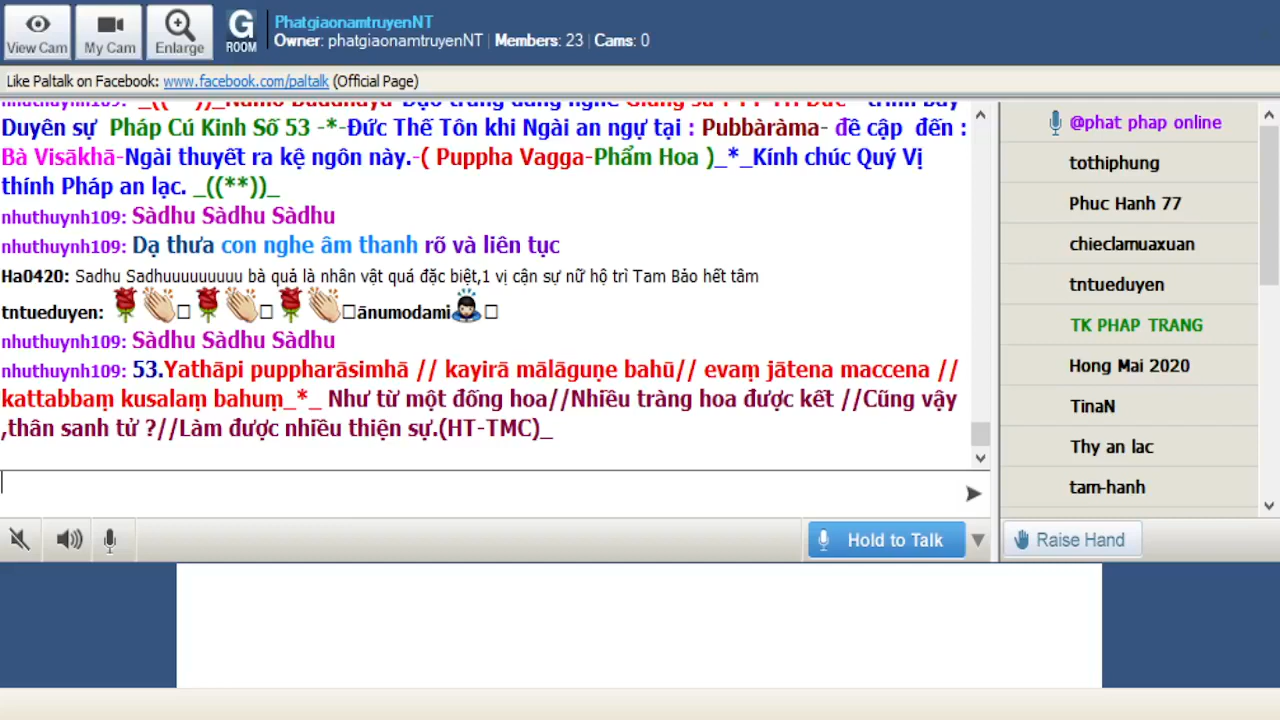 View Cam
My Cam
Enlarge
G
ROOM
PhatgiaonamtruyenNT
Owner: phatgiaonamtruyenNT | Members: 23 | Cams: 0
Like Paltalk on Facebook: www.facebook.com/paltalk (Official Page)
Duyên sự Pháp Cú Kinh Số 53 -*-Đức Thế Tôn khi Ngài an ngự tại : Pubbàràma- đề cập đến :
Bà Visākhā-Ngài thuyết ra kệ ngôn này.-( Puppha Vagga-Phẩm Hoa )_*_Kính chúc Quý Vị
thính Pháp an lạc. _((**))_
nhuthuynh109: Sàdhu Sàdhu Sàdhu
nhuthuynh109: Dạ thưa con nghe âm thanh rõ và liên tục
Ha0420: Sadhu Sadhuuuuuuuuu bà quả là nhân vật quá đặc biệt,1 vị cận sự nữ hộ trì Tam Bảo hết tâm
tntueduyen: ānumodami
nhuthuynh109: Sàdhu Sàdhu Sàdhu
nhuthuynh109: 53.Yathāpi puppharāsimhā // kayirā mālāguṇe bahū// evaṃ jātena maccena //
kattabbaṃ kusalaṃ bahuṃ_*_ Như từ một đống hoa//Nhiều tràng hoa được kết //Cũng vậy
,thân sanh tử ?//Làm được nhiều thiện sự.(HT-TMC)_
Hold to Talk
@phat phap online
tothiphung
Phuc Hanh 77
chieclamuaxuan
tntueduyen
TK PHAP TRANG
Hong Mai 2020
TinaN
Thy an lac
tam-hanh
Raise Hand